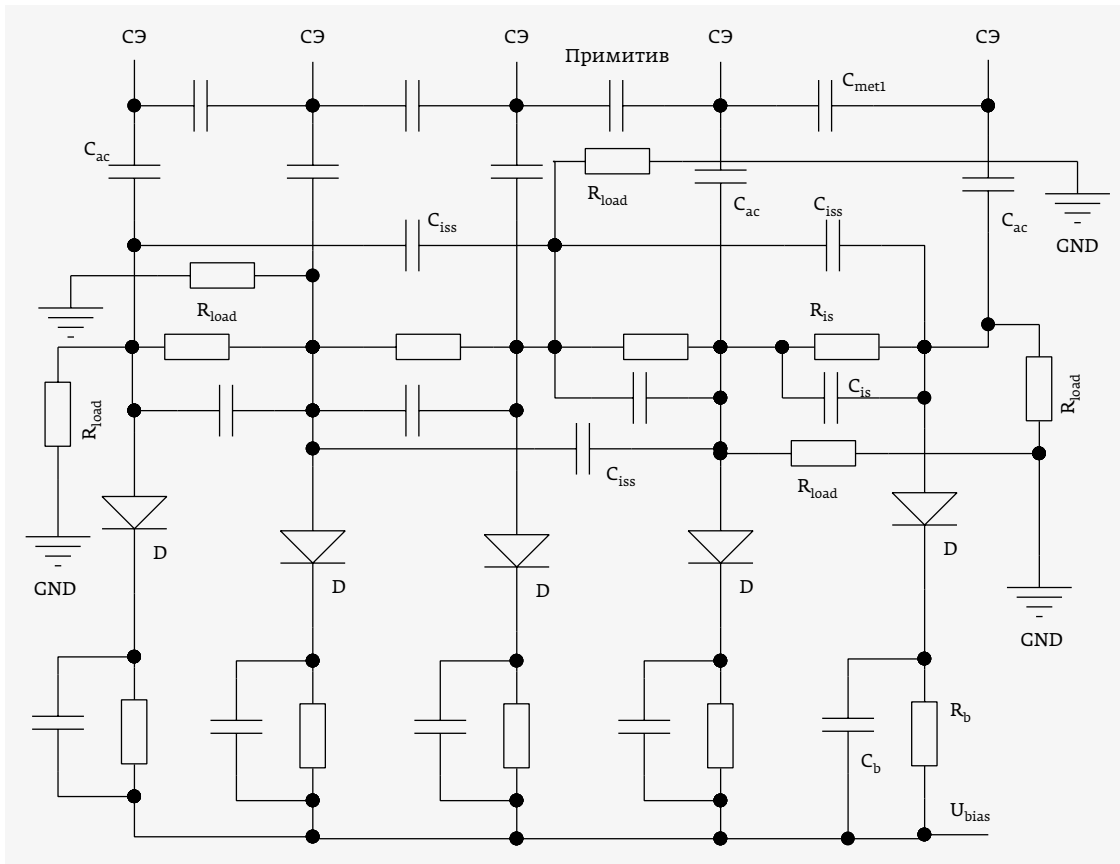 СЭ
СЭ
СЭ
СЭ
СЭ
Примитив
C_met1
C_ac
R_load
C_ac
C_iss
C_iss
C_ac
GND
R_load
R_is
R_load
C_is
R_load
C_iss
R_load
D
D
D
D
D
GND
GND
R_b
C_b
U_bias